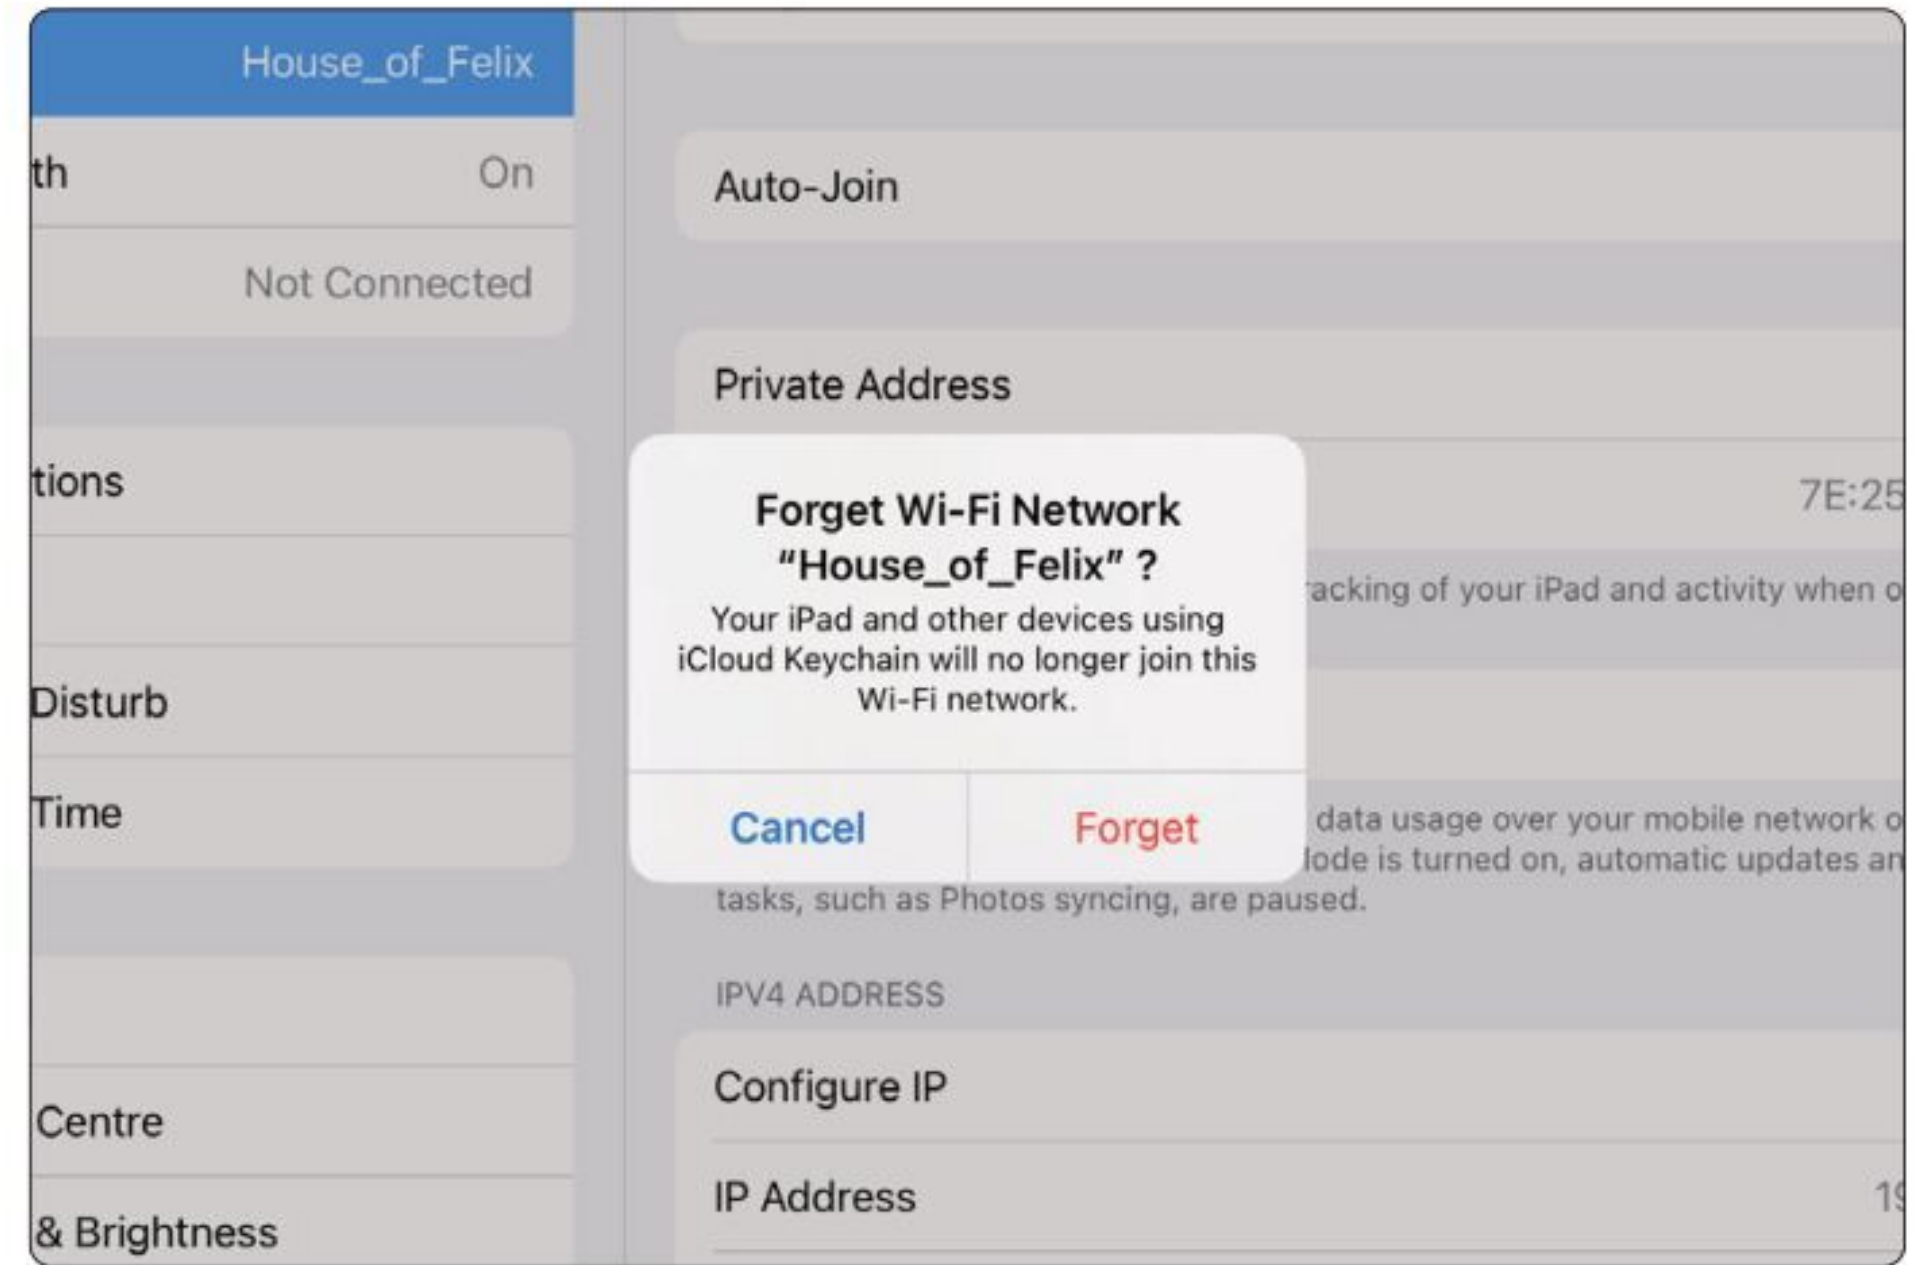 House_of_Felix
th On
Not Connected
tions
Disturb
Time
Centre
& Brightness
Auto-Join
Private Address
7E:25
acking of your iPad and activity when o
data usage over your mobile network o
ode is turned on, automatic updates an
tasks, such as Photos syncing, are paused.
IPV4 ADDRESS
Configure IP
IP Address 19
Forget Wi-Fi Network
“House_of_Felix” ?
Your iPad and other devices using
iCloud Keychain will no longer join this
Wi-Fi network.
Cancel Forget